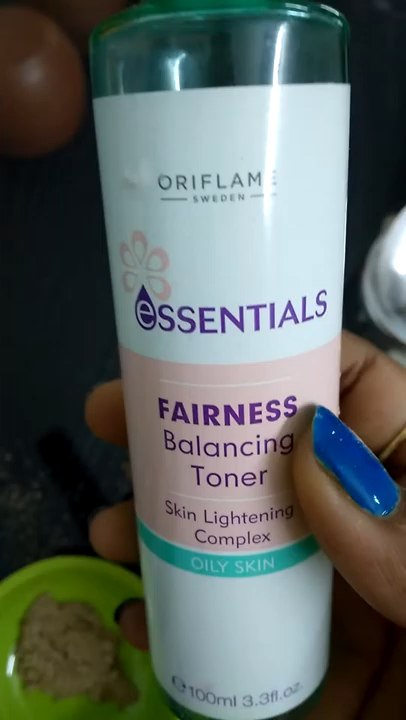 ORIFLAME
SWEDEN
eSSENTIALS
FAIRNESS
Balancing
Toner
Skin Lightening
Complex
OILY SKIN
℮100ml 3.3fl.oz.